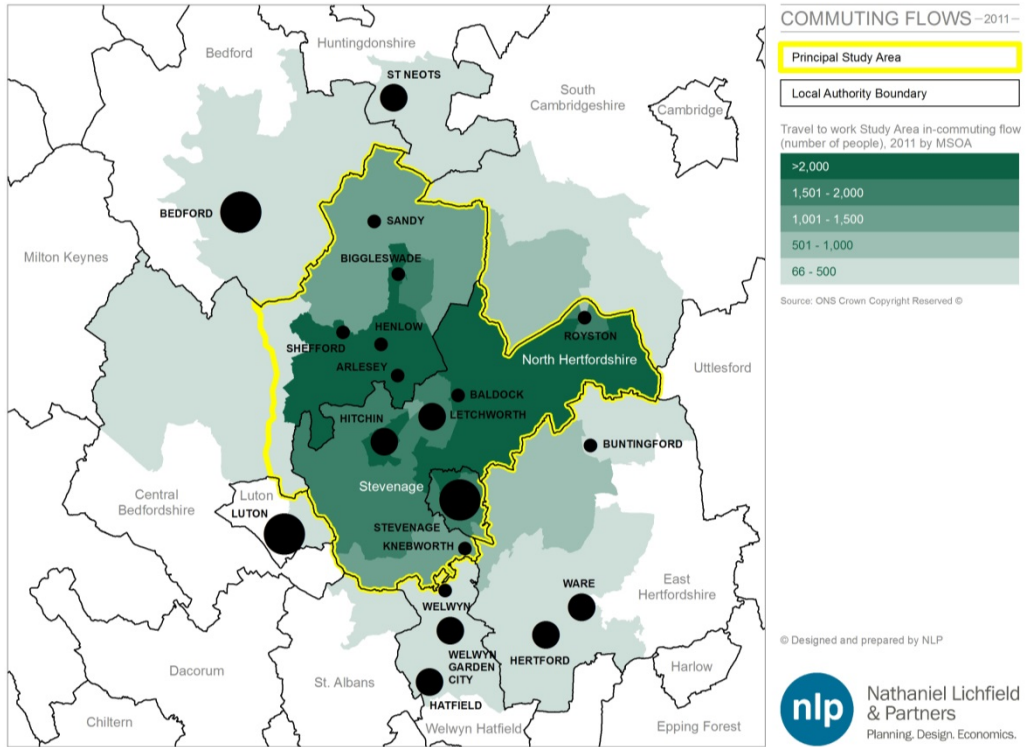 Bedford
Huntingdonshire
ST NEOTS
South
Cambridgeshire
Cambridge
BEDFORD
SANDY
Milton Keynes
BIGGLESWADE
HENLOW
SHEFFORD
ROYSTON
North Hertfordshire
ARLESEY
Uttlesford
BALDOCK
HITCHIN
LETCHWORTH
BUNTINGFORD
Stevenage
Central
Bedfordshire
Luton
LUTON
STEVENAGE
KNEBWORTH
WARE
East
Hertfordshire
WELWYN
WELWYN
GARDEN
CITY
HERTFORD
Dacorum
St. Albans
Harlow
HATFIELD
Chiltern
Welwyn Hatfield
Epping Forest
COMMUTING FLOWS – 2011 –
Principal Study Area
Local Authority Boundary
Travel to work Study Area in-commuting flow
(number of people), 2011 by MSOA
>2,000
1,501 - 2,000
1,001 - 1,500
501 - 1,000
66 - 500
Source: ONS Crown Copyright Reserved ©
© Designed and prepared by NLP
nlp
Nathaniel Lichfield
& Partners
Planning. Design. Economics.